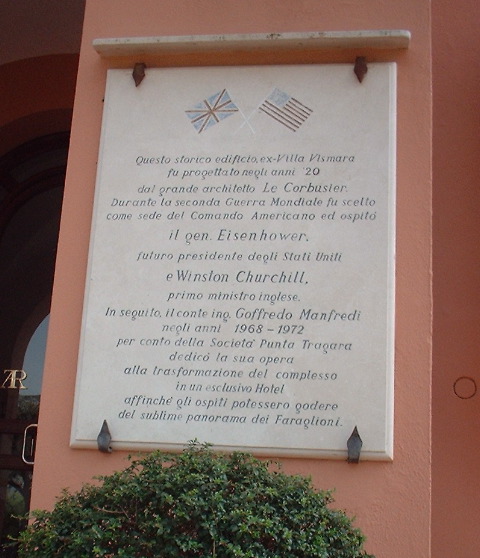 Questo storico edificio, ex-Villa Vismara
fu progettato negli anni '20
dal grande architetto Le Corbusier.
Durante la seconda Guerra Mondiale fu scelto
come sede del Comando Americano ed ospitó
il gen. Eisenhower,
futuro presidente degli Stati Uniti
e Winston Churchill,
primo ministro inglese.
In seguito, il conte ing. Goffredo Manfredi
negli anni 1968-1972
per conto della Societa' Punta Tragara
dedicó la sua opera
alla trasformazione del complesso
in un esclusivo Hotel
affinché gli ospiti potessero godere
del sublime panorama dei Faraglioni.